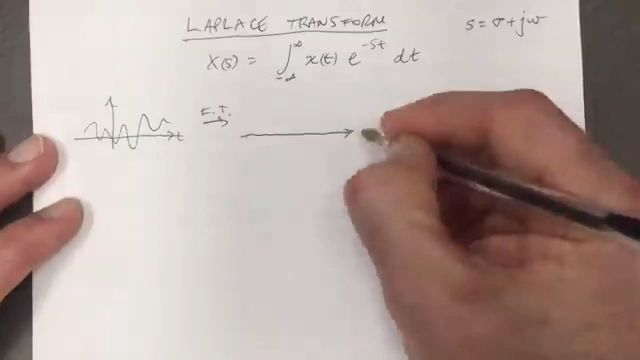 LAPLACE TRANSFORM
s = σ + jω
X(s) = ∫_{-∞}^{∞} x(t) e^{-st} dt
F.T.
t